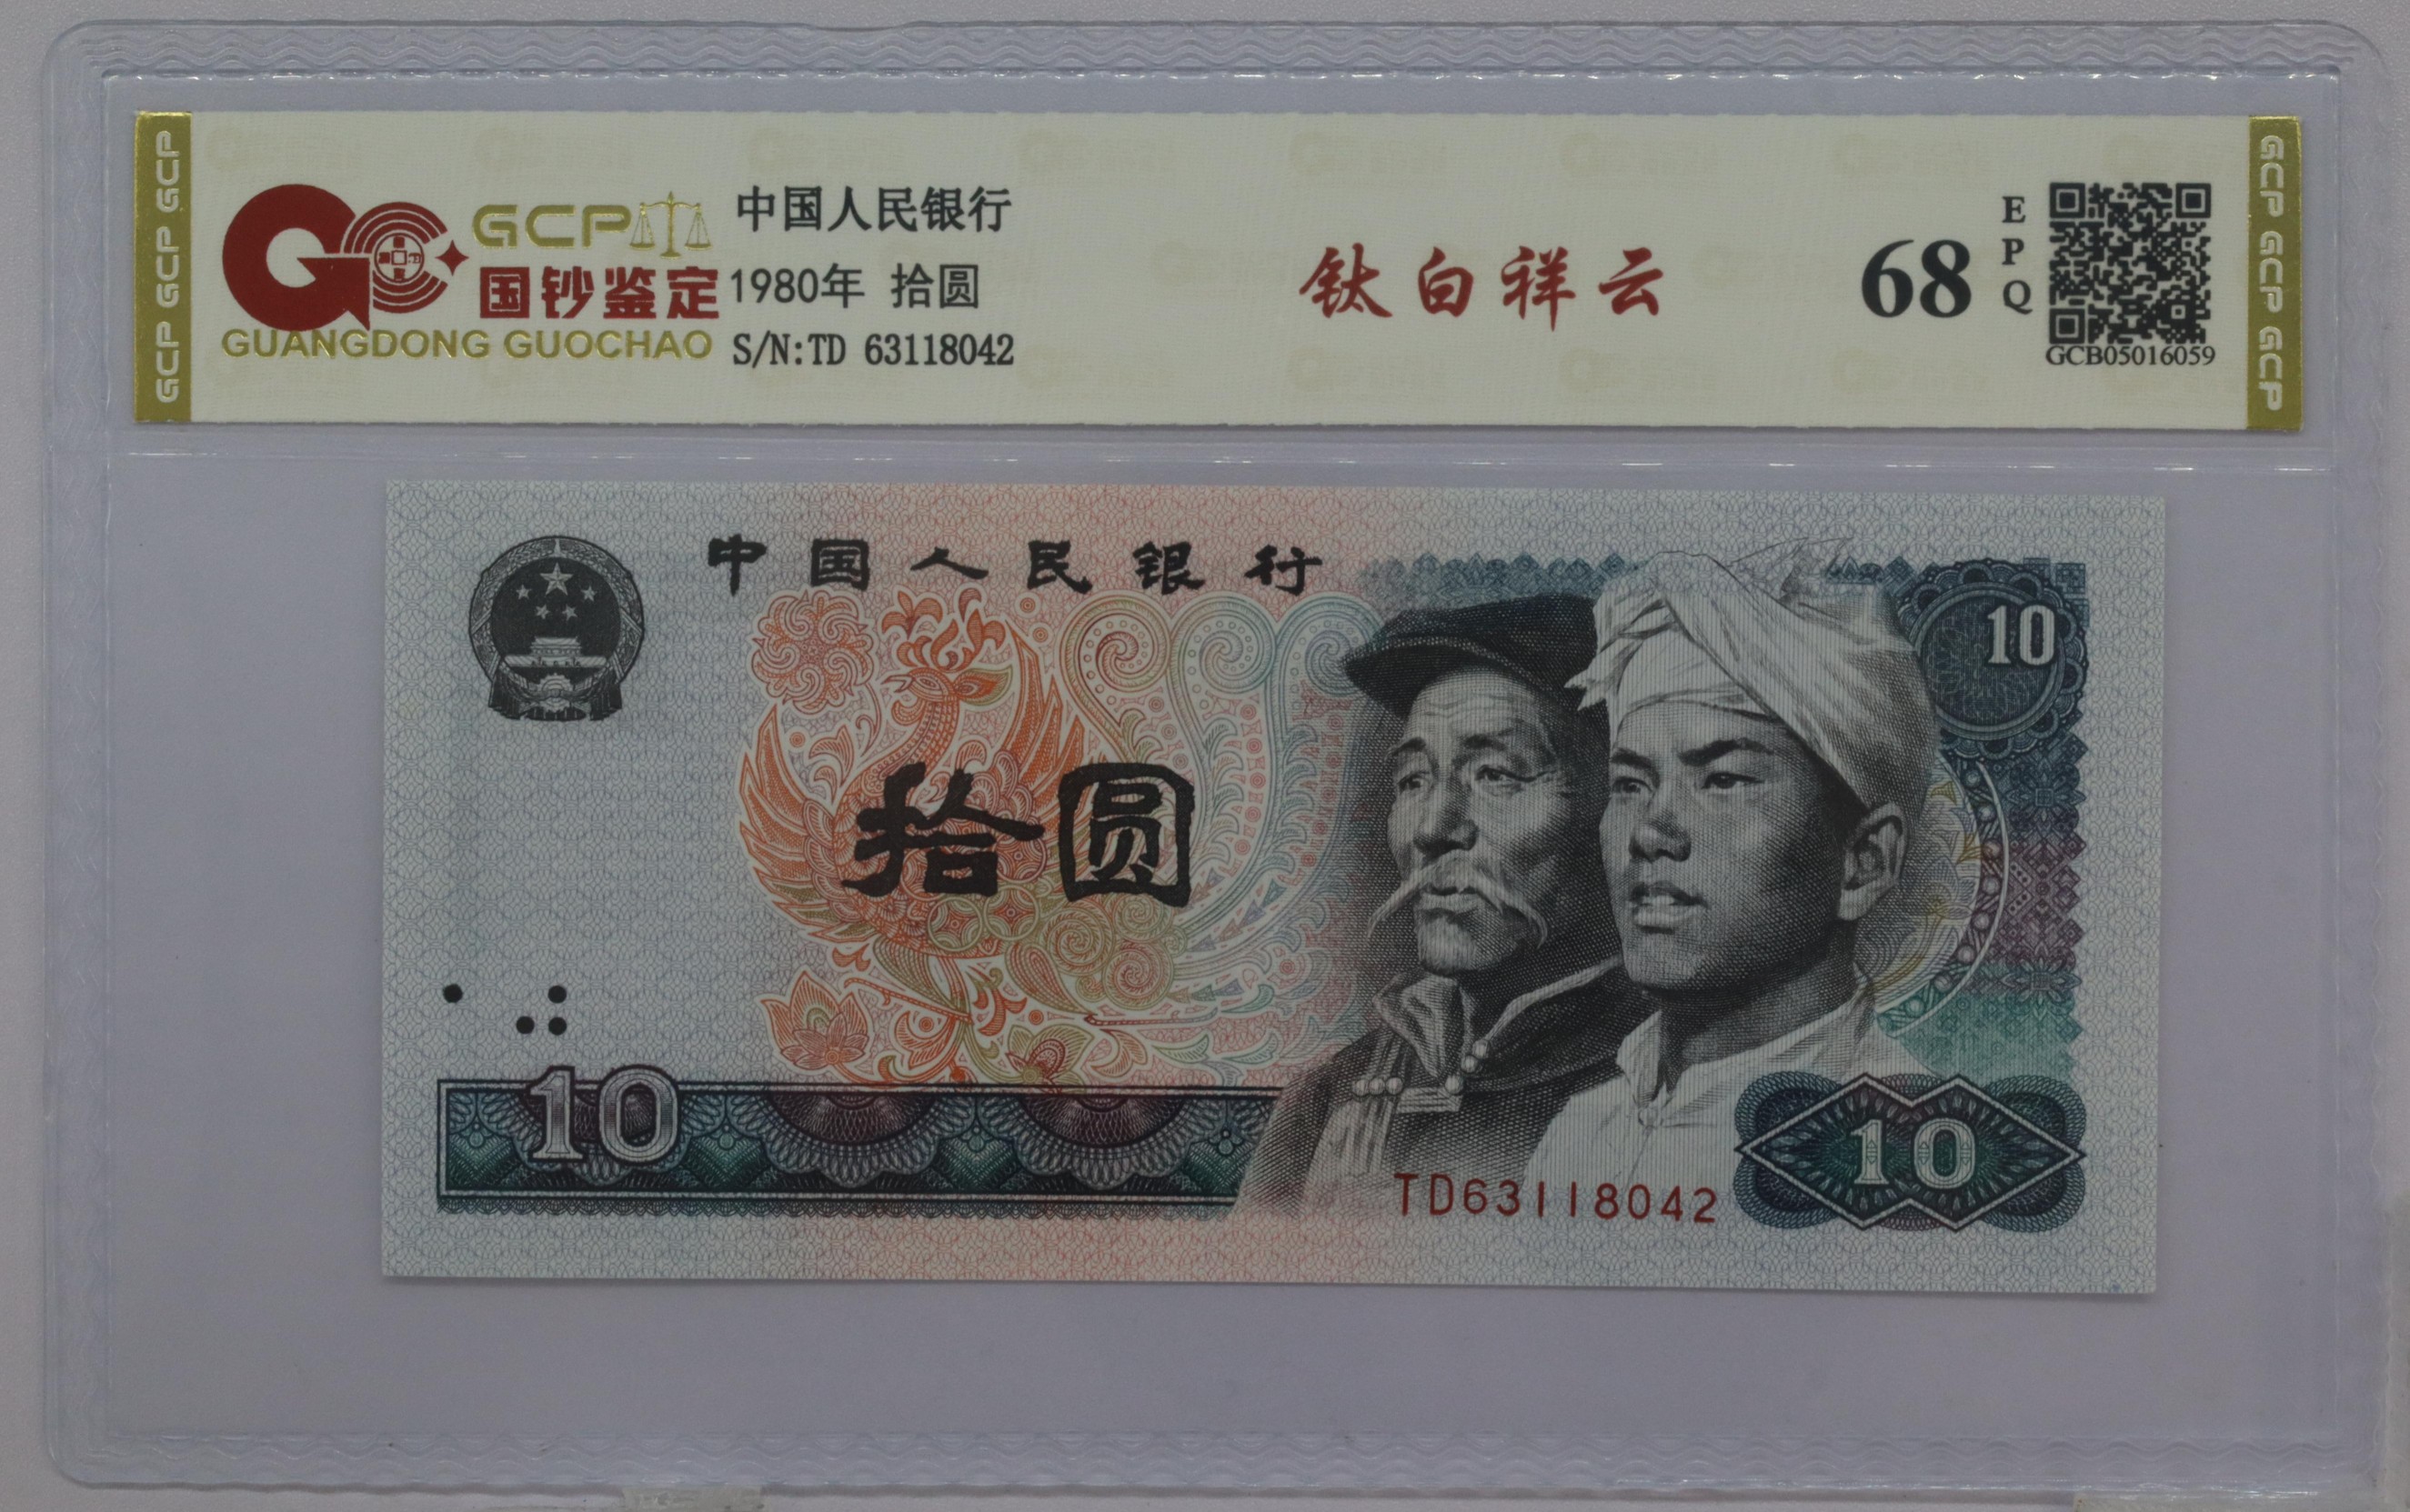 GCP GCP GCP
GCP
国钞鉴定
GUANGDONG GUOCHAO
中国人民银行
1980年 拾圆
S/N:TD 63118042
钛白祥云
68
EPQ
GCB05016059
GCP GCP GCP
中国人民银行
10
拾圆
10
TD63118042
10